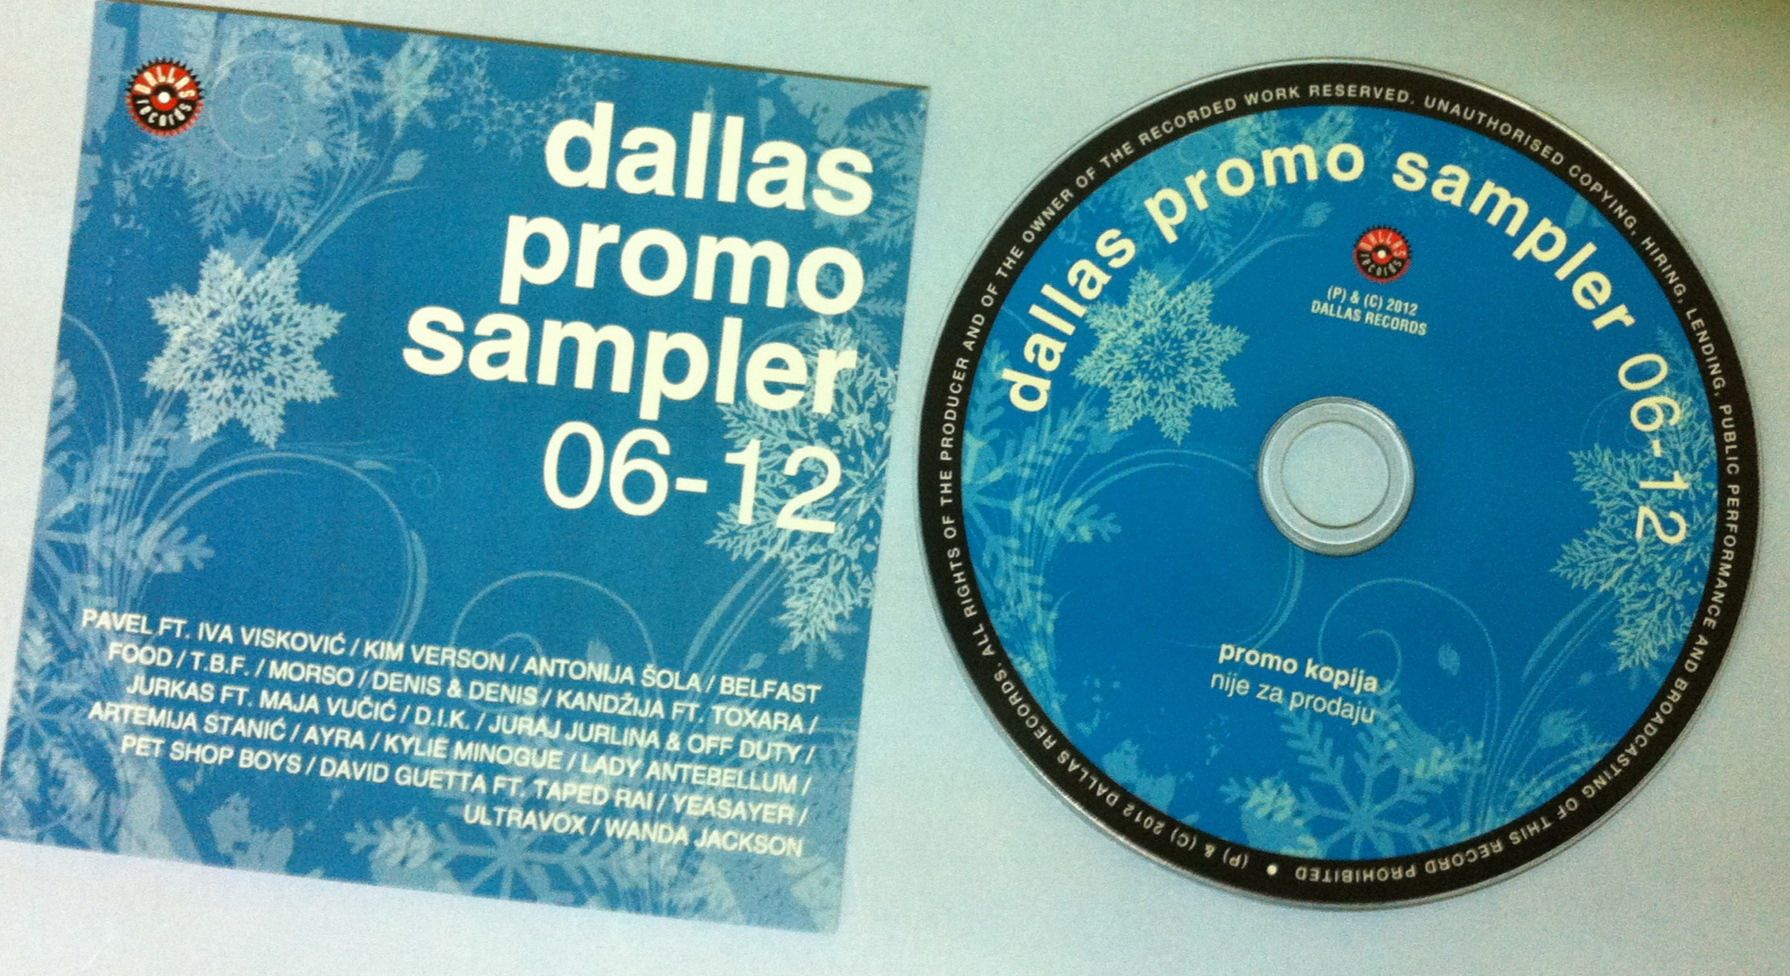 DALLAS
records
dallas
promo
sampler
06-12
PAVEL FT. IVA VISKOVIĆ / KIM VERSON / ANTONIJA ŠOLA / BELFAST
FOOD / T.B.F. / MORSO / DENIS & DENIS / KANDŽIJA FT. TOXARA /
JURKAS FT. MAJA VUČIĆ / D.I.K. / JURAJ JURLINA & OFF DUTY /
ARTEMIJA STANIĆ / AYRA / KYLIE MINOGUE / LADY ANTEBELLUM /
PET SHOP BOYS / DAVID GUETTA FT. TAPED RAI / YEASAYER /
ULTRAVOX / WANDA JACKSON
(P) & (C) 2012 DALLAS RECORDS. ALL RIGHTS OF THE PRODUCER AND OF THE OWNER OF THE RECORDED WORK RESERVED. UNAUTHORISED COPYING, HIRING, LENDING, PUBLIC PERFORMANCE AND BROADCASTING OF THIS RECORD PROHIBITED •
dallas promo sampler 06-12
DALLAS
records
(P) & (C) 2012
DALLAS RECORDS
promo kopija
nije za prodaju